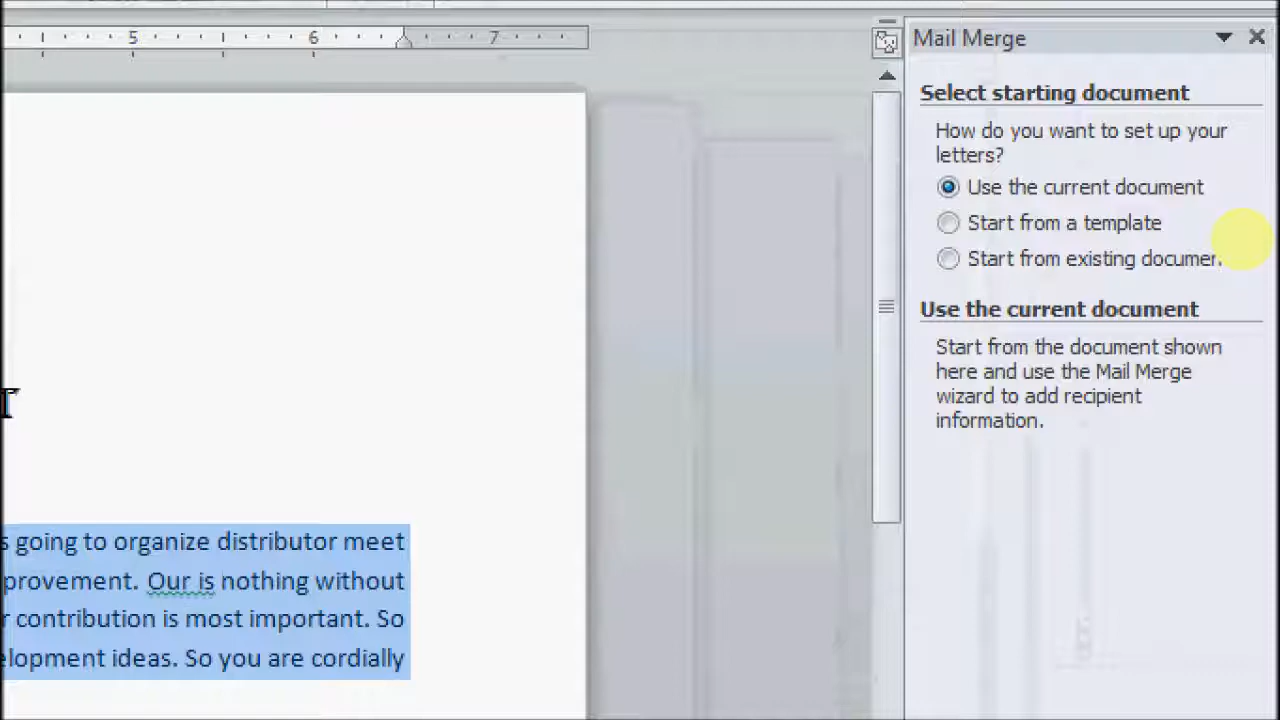 5 6 7
Mail Merge
Select starting document
How do you want to set up your
letters?
Use the current document
Start from a template
Start from existing documen
Use the current document
Start from the document shown
here and use the Mail Merge
wizard to add recipient
information.
s going to organize distributor meet
provement. Our is nothing without
r contribution is most important. So
elopment ideas. So you are cordially